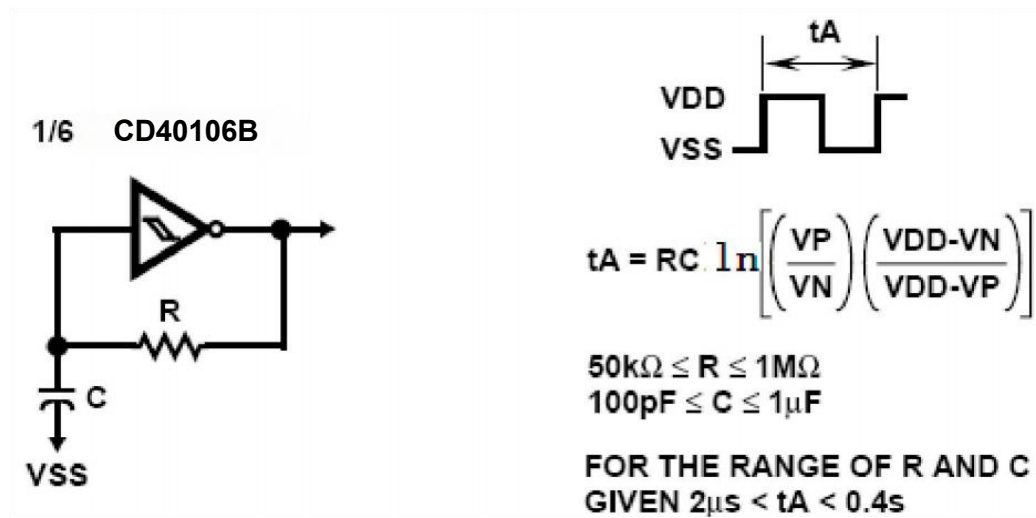 1/6 CD40106B
R
C
VSS
tA
VDD
VSS
tA = RC ln[(VP/VN)(VDD-VN/VDD-VP)]
50kΩ ≤ R ≤ 1MΩ
100pF ≤ C ≤ 1μF
FOR THE RANGE OF R AND C
GIVEN 2μs < tA < 0.4s